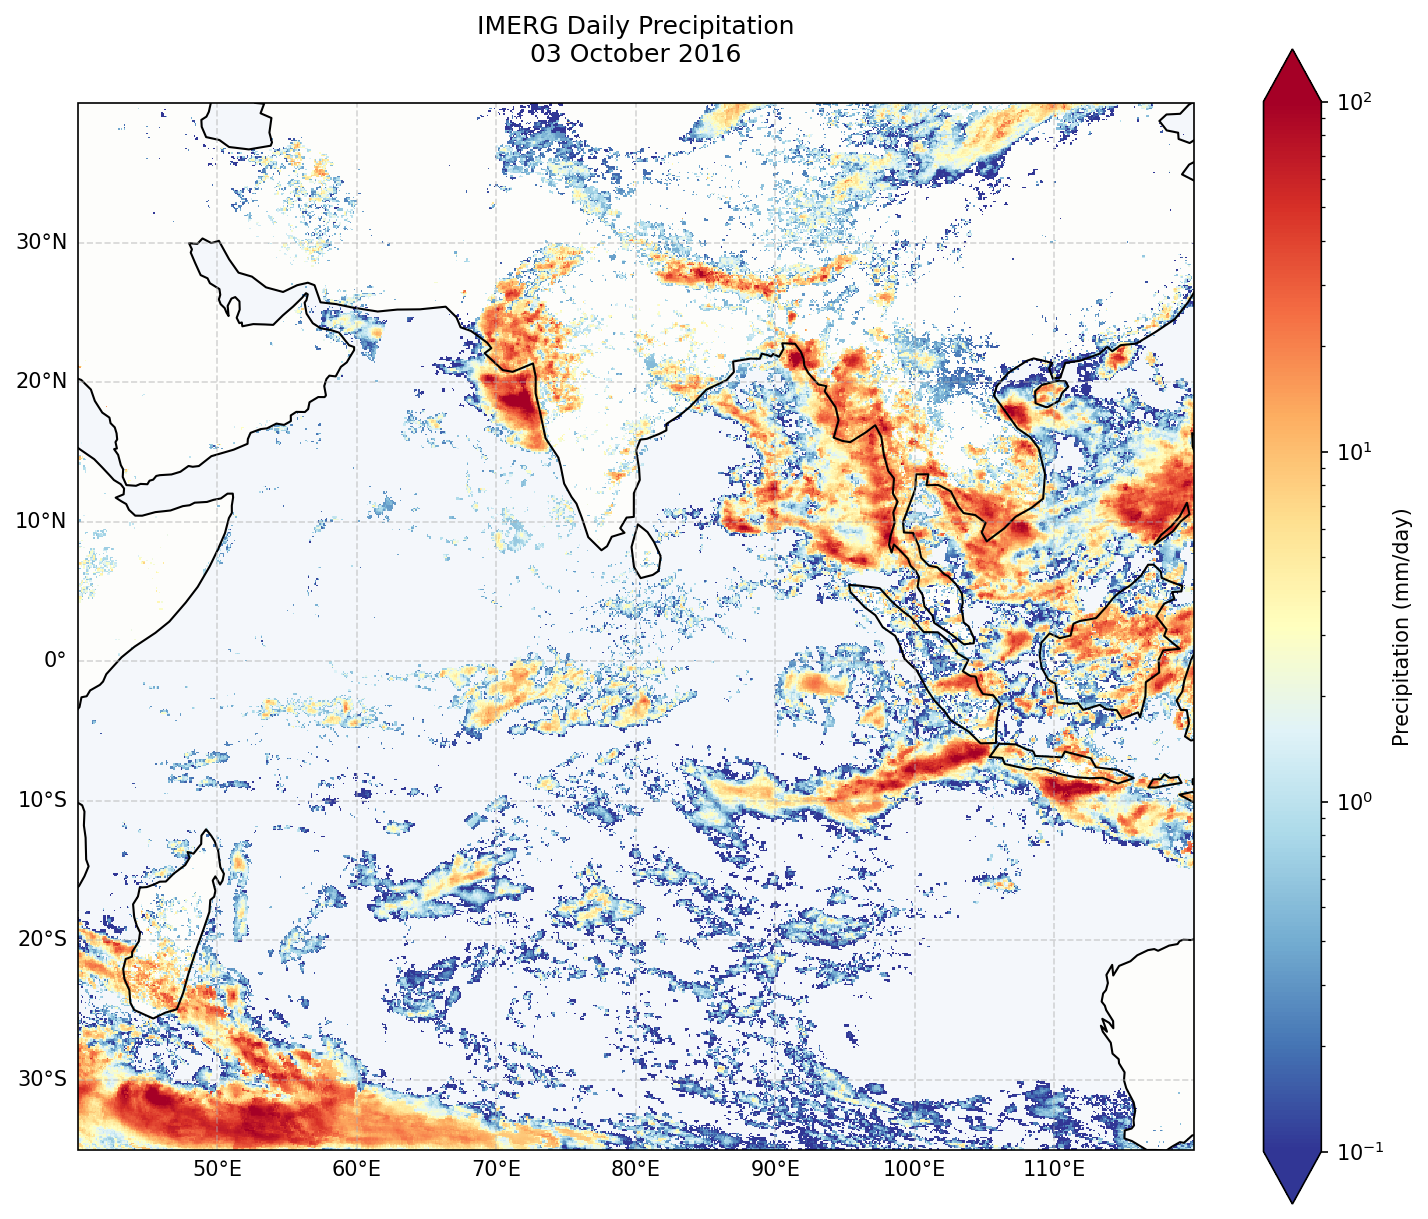 IMERG Daily Precipitation
03 October 2016
30°N
20°N
10°N
0°
10°S
20°S
30°S
50°E 60°E 70°E 80°E 90°E 100°E 110°E
10²
10¹
10⁰
10⁻¹
Precipitation (mm/day)